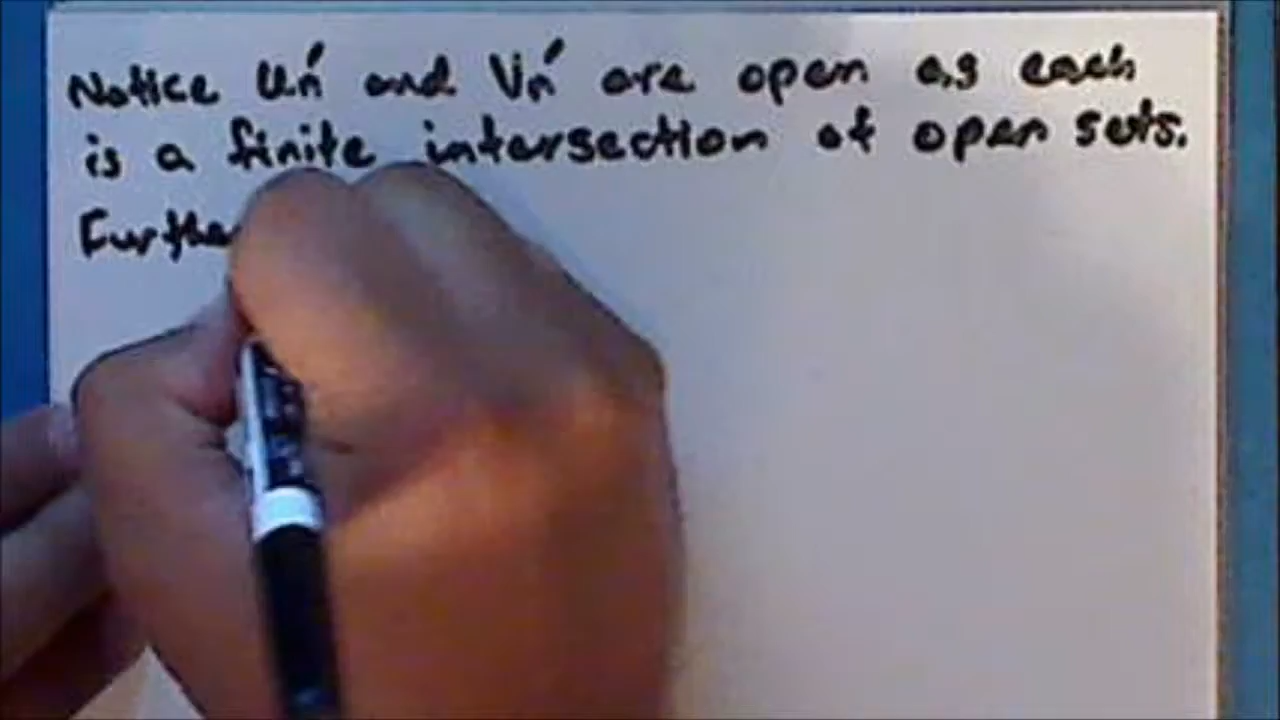 Notice Un' and Vn' are open as each
is a finite intersection of open sets.
Further